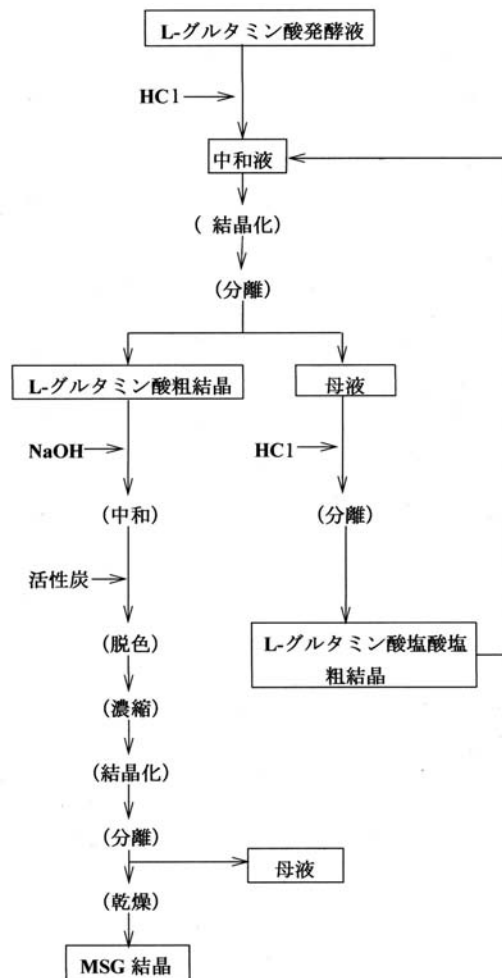 L-グルタミン酸発酵液
HCl
中和液
( 結晶化)
(分離)
L-グルタミン酸粗結晶
母液
NaOH
HCl
(中和)
(分離)
活性炭
(脱色)
L-グルタミン酸塩酸塩
粗結晶
(濃縮)
(結晶化)
(分離)
母液
(乾燥)
MSG 結晶